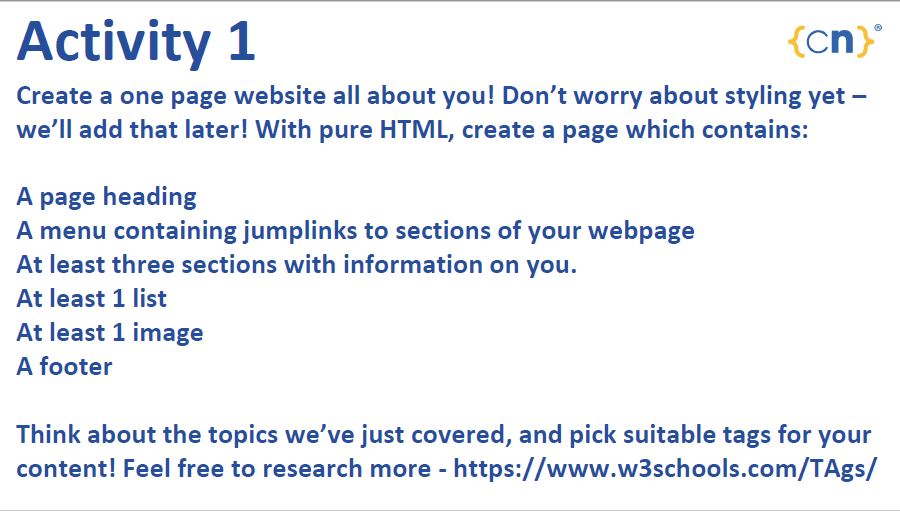 Activity 1
{cn}®
Create a one page website all about you! Don’t worry about styling yet –
we’ll add that later! With pure HTML, create a page which contains:
A page heading
A menu containing jumplinks to sections of your webpage
At least three sections with information on you.
At least 1 list
At least 1 image
A footer
Think about the topics we’ve just covered, and pick suitable tags for your
content! Feel free to research more - https://www.w3schools.com/TAgs/